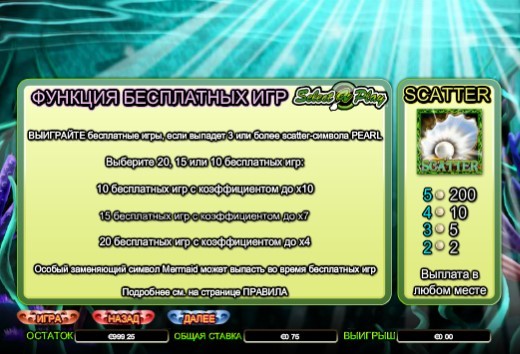 ФУНКЦИЯ БЕСПЛАТНЫХ ИГР Select Play
ВЫИГРАЙТЕ бесплатные игры, если выпадет 3 или более scatter-символа PEARL
Выберите 20, 15 или 10 бесплатных игр:
10 бесплатных игр с коэффициентом до x10
15 бесплатных игр с коэффициентом до x7
20 бесплатных игр с коэффициентом до x4
Особый заменяющий символ Mermaid может выпасть во время бесплатных игр
Подробнее см. на странице ПРАВИЛА
SCATTER
SCATTER
5 200
4 10
3 5
2 2
Выплата в
любом месте
ИГРА НАЗАД ДАЛЕЕ
ОСТАТОК €999.25 ОБЩАЯ СТАВКА €0.75 ВЫИГРЫШ €0.00